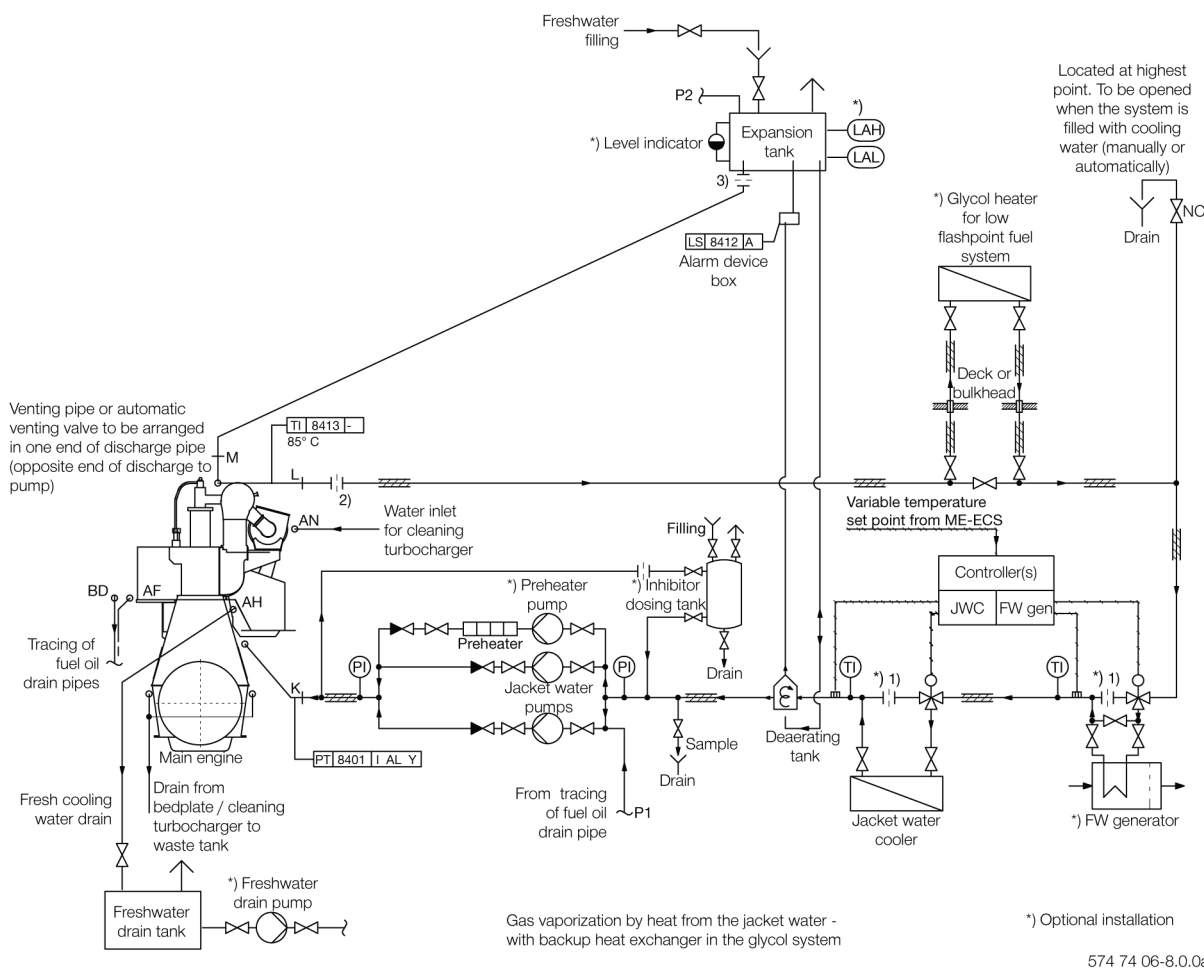 Freshwater
filling
P2
*)
LAH
LAL
Expansion
tank
*) Level indicator
3)
LS 8412 A
Alarm device
box
Located at highest
point. To be opened
when the system is
filled with cooling
water (manually or
automatically)
NC
Drain
*) Glycol heater
for low
flashpoint fuel
system
Deck or
bulkhead
Venting pipe or automatic
venting valve to be arranged
in one end of discharge pipe
(opposite end of discharge to
pump)
M
TI 8413 -
85° C
L
2)
AN
Water inlet
for cleaning
turbocharger
Variable temperature
set point from ME-ECS
Controller(s)
JWC
FW gen
BD
AF
AH
Tracing of
fuel oil
drain pipes
Main engine
K
PT 8401 I AL Y
PI
*) Preheater
pump
Preheater
Jacket water
pumps
PI
Filling
*) Inhibitor
dosing tank
Drain
Sample
Drain
Deaerating
tank
From tracing
of fuel oil
drain pipe
P1
TI
*) 1)
Jacket water
cooler
TI
*) 1)
*) FW generator
Fresh cooling
water drain
Drain from
bedplate / cleaning
turbocharger to
waste tank
Freshwater
drain tank
*) Freshwater
drain pump
Gas vaporization by heat from the jacket water -
with backup heat exchanger in the glycol system
*) Optional installation
574 74 06-8.0.0a